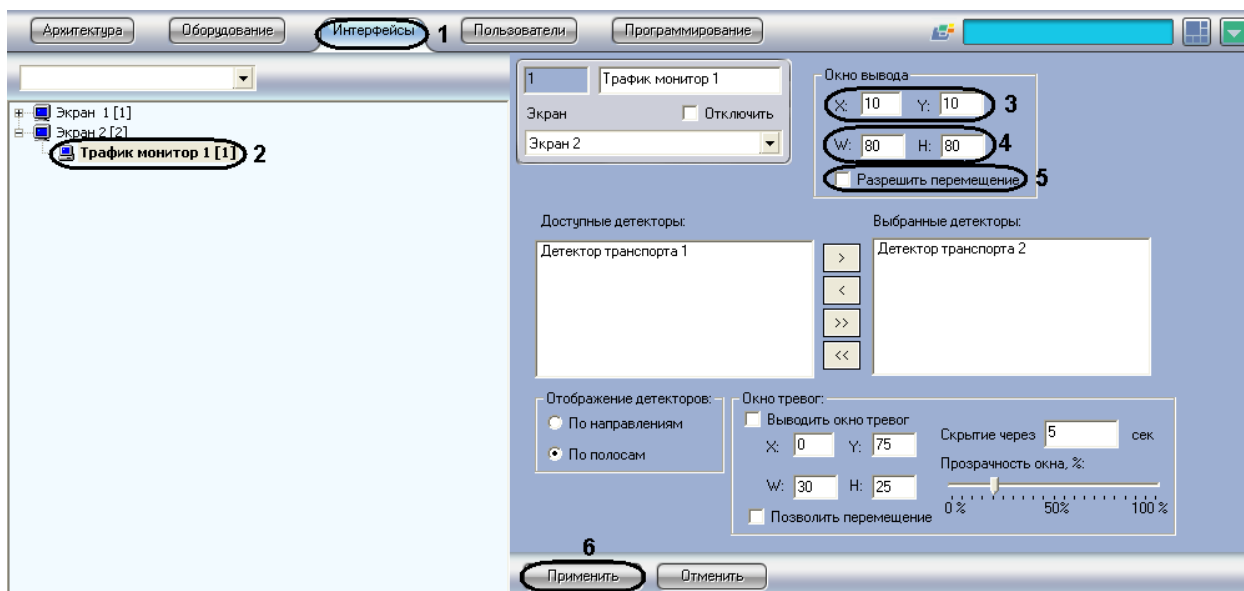 Архитектура Оборудование Интерфейсы 1 Пользователи Программирование
Экран 1 [1]
Экран 2 [2]
Трафик монитор 1 [1] 2
1 Трафик монитор 1
Экран Отключить
Экран 2
Окно вывода
X: 10 Y: 10 3
W: 80 H: 80 4
Разрешить перемещение 5
Доступные детекторы: Выбранные детекторы:
Детектор транспорта 1 > Детектор транспорта 2
<
>>
<<
Отображение детекторов:
По направлениям
По полосам
Окно тревог:
Выводить окно тревог
X: 0 Y: 75
W: 30 H: 25
Позволить перемещение
Скрытие через 5 сек
Прозрачность окна, %:
0 % 50% 100 %
6
Применить Отменить